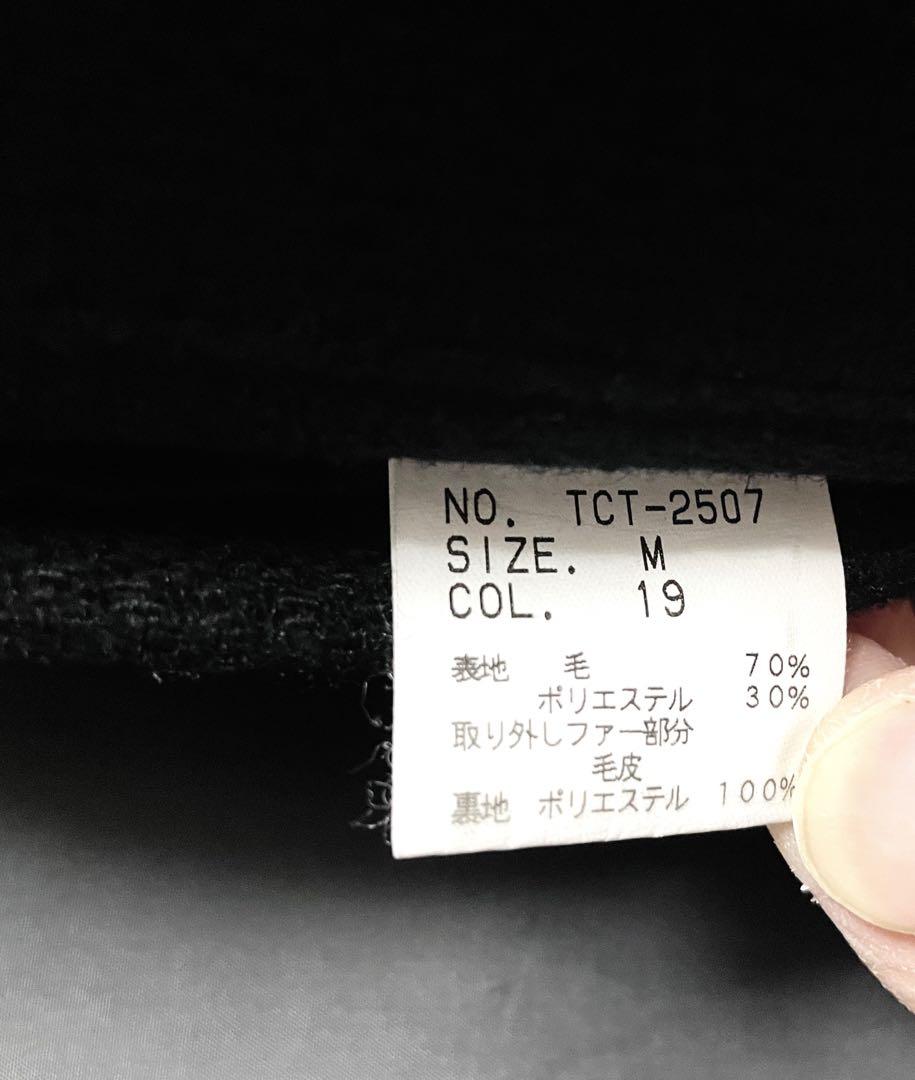 NO. TCT-2507
SIZE. M
COL. 19
表地 毛 70%
ポリエステル 30%
取り外しファー部分
毛皮
裏地 ポリエステル 100%